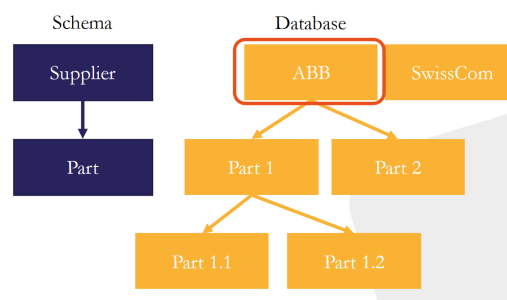 Schema
Database
Supplier
ABB
SwissCom
Part
Part 1
Part 2
Part 1.1
Part 1.2